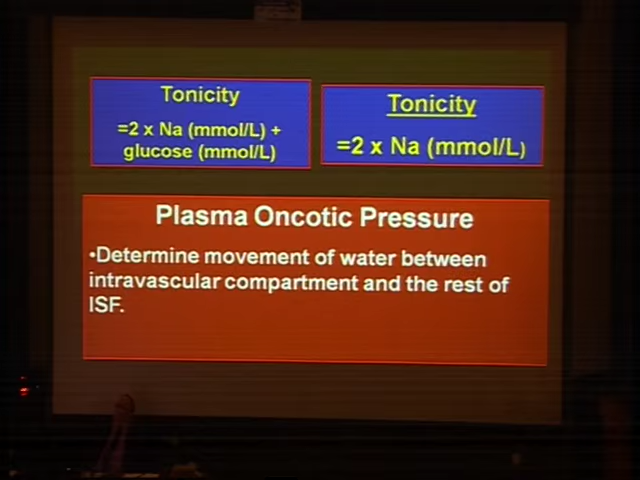 Tonicity
=2 x Na (mmol/L) +
glucose (mmol/L)
Tonicity
=2 x Na (mmol/L)
Plasma Oncotic Pressure
•Determine movement of water between
intravascular compartment and the rest of
ISF.